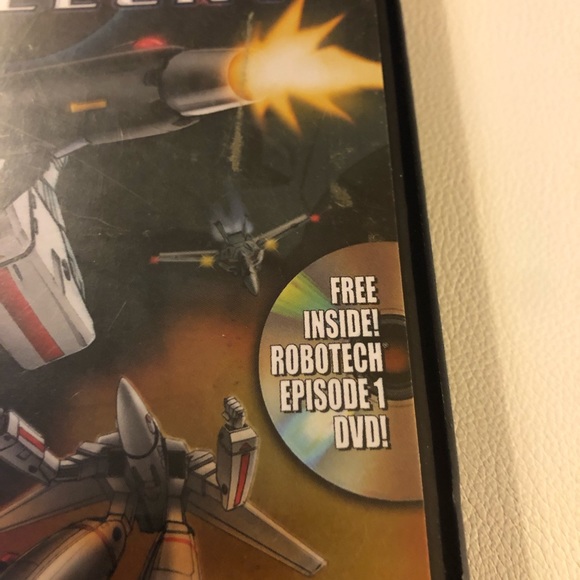 FREE
INSIDE!
ROBOTECH
EPISODE 1
DVD!